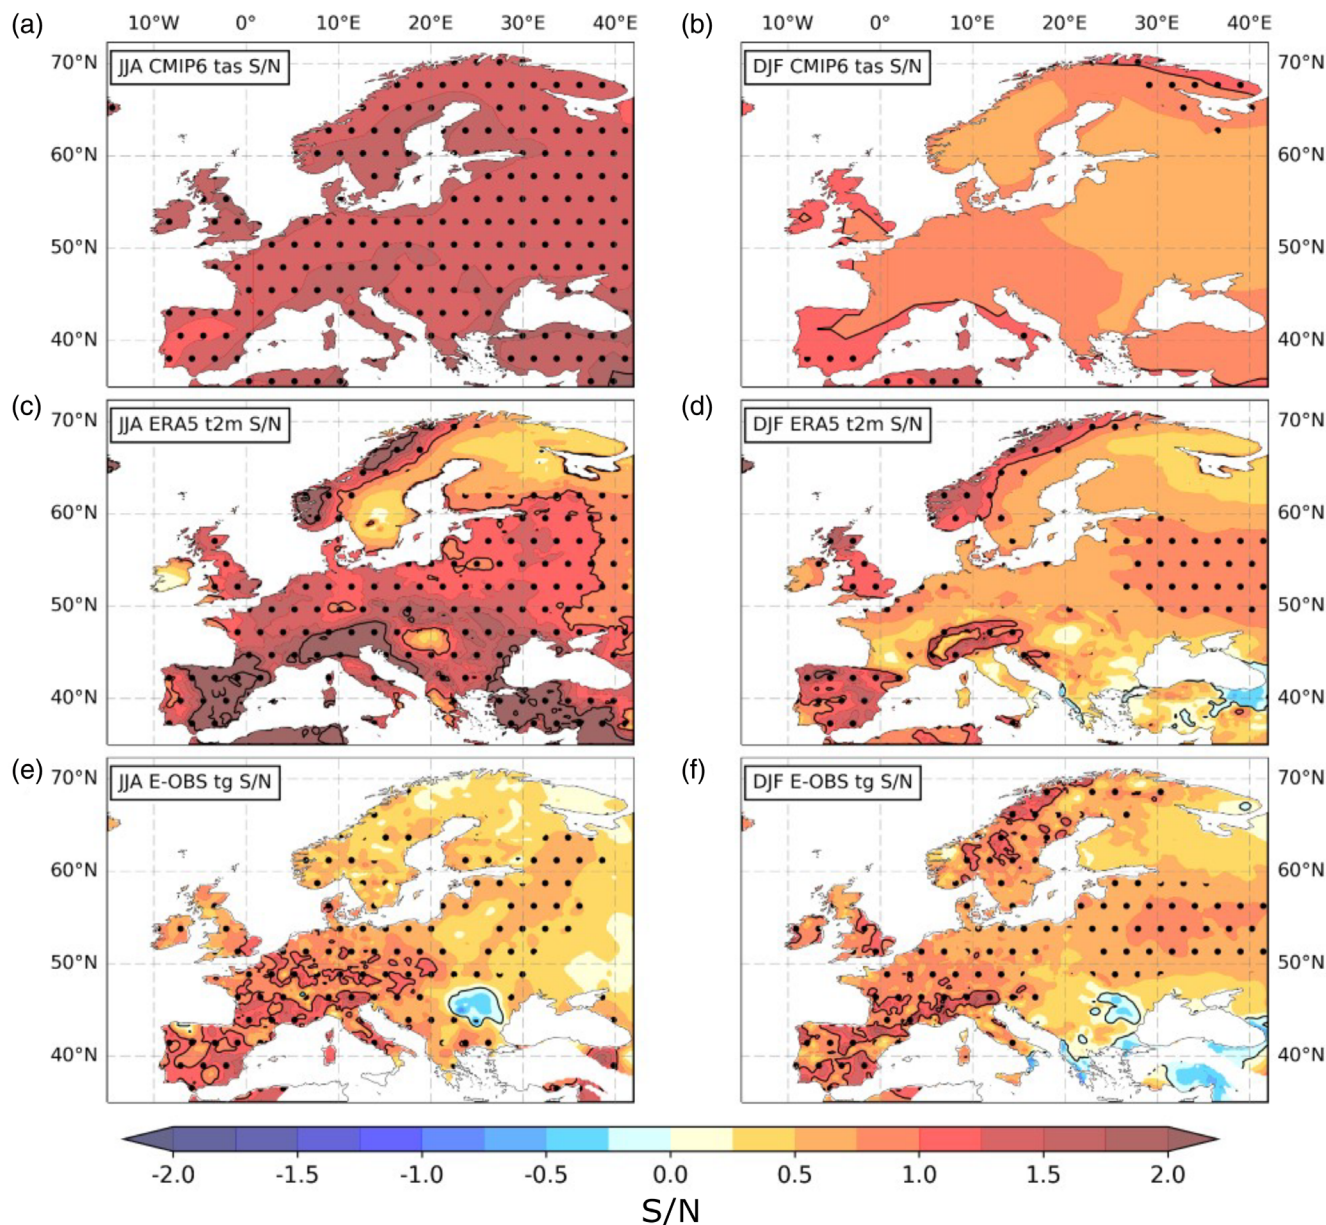 (a) (b)
10°W 0° 10°E 20°E 30°E 40°E 10°W 0° 10°E 20°E 30°E 40°E
70°N JJA CMIP6 tas S/N DJF CMIP6 tas S/N 70°N
60°N 60°N
50°N 50°N
40°N 40°N
(c) (d)
70°N JJA ERA5 t2m S/N DJF ERA5 t2m S/N 70°N
60°N 60°N
50°N 50°N
40°N 40°N
(e) (f)
70°N JJA E-OBS tg S/N DJF E-OBS tg S/N 70°N
60°N 60°N
50°N 50°N
40°N 40°N
-2.0 -1.5 -1.0 -0.5 0.0 0.5 1.0 1.5 2.0
S/N